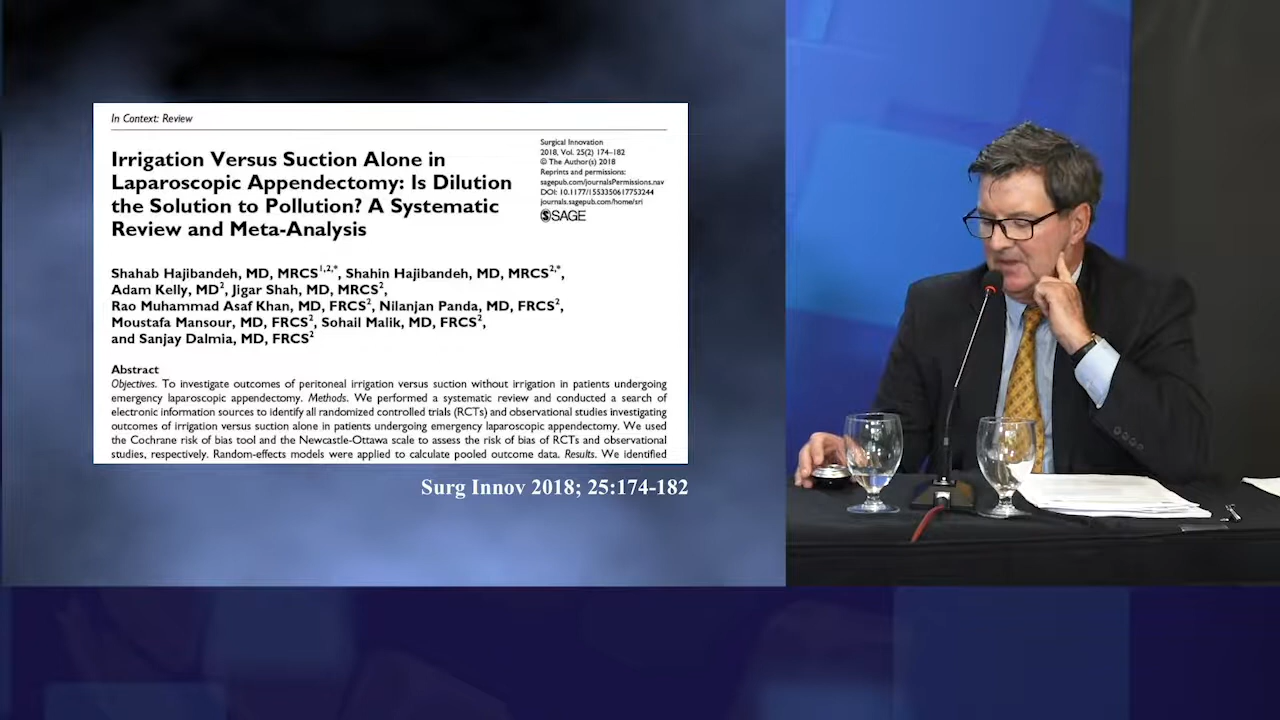 In Context: Review
Irrigation Versus Suction Alone in
Laparoscopic Appendectomy: Is Dilution
the Solution to Pollution? A Systematic
Review and Meta-Analysis
Surgical Innovation
2018, Vol. 25(2) 174–182
© The Author(s) 2018
Reprints and permissions:
sagepub.com/journalsPermissions.nav
DOI: 10.1177/1553350617753244
journals.sagepub.com/home/sri
SAGE
Shahab Hajibandeh, MD, MRCS1,2,*, Shahin Hajibandeh, MD, MRCS2,*,
Adam Kelly, MD2, Jigar Shah, MD, MRCS2,
Rao Muhammad Asaf Khan, MD, FRCS2, Nilanjan Panda, MD, FRCS2,
Moustafa Mansour, MD, FRCS2, Sohail Malik, MD, FRCS2,
and Sanjay Dalmia, MD, FRCS2
Abstract
Objectives. To investigate outcomes of peritoneal irrigation versus suction without irrigation in patients undergoing
emergency laparoscopic appendectomy. Methods. We performed a systematic review and conducted a search of
electronic information sources to identify all randomized controlled trials (RCTs) and observational studies investigating
outcomes of irrigation versus suction alone in patients undergoing emergency laparoscopic appendectomy. We used
the Cochrane risk of bias tool and the Newcastle-Ottawa scale to assess the risk of bias of RCTs and observational
studies, respectively. Random-effects models were applied to calculate pooled outcome data. Results. We identified
Surg Innov 2018; 25:174-182